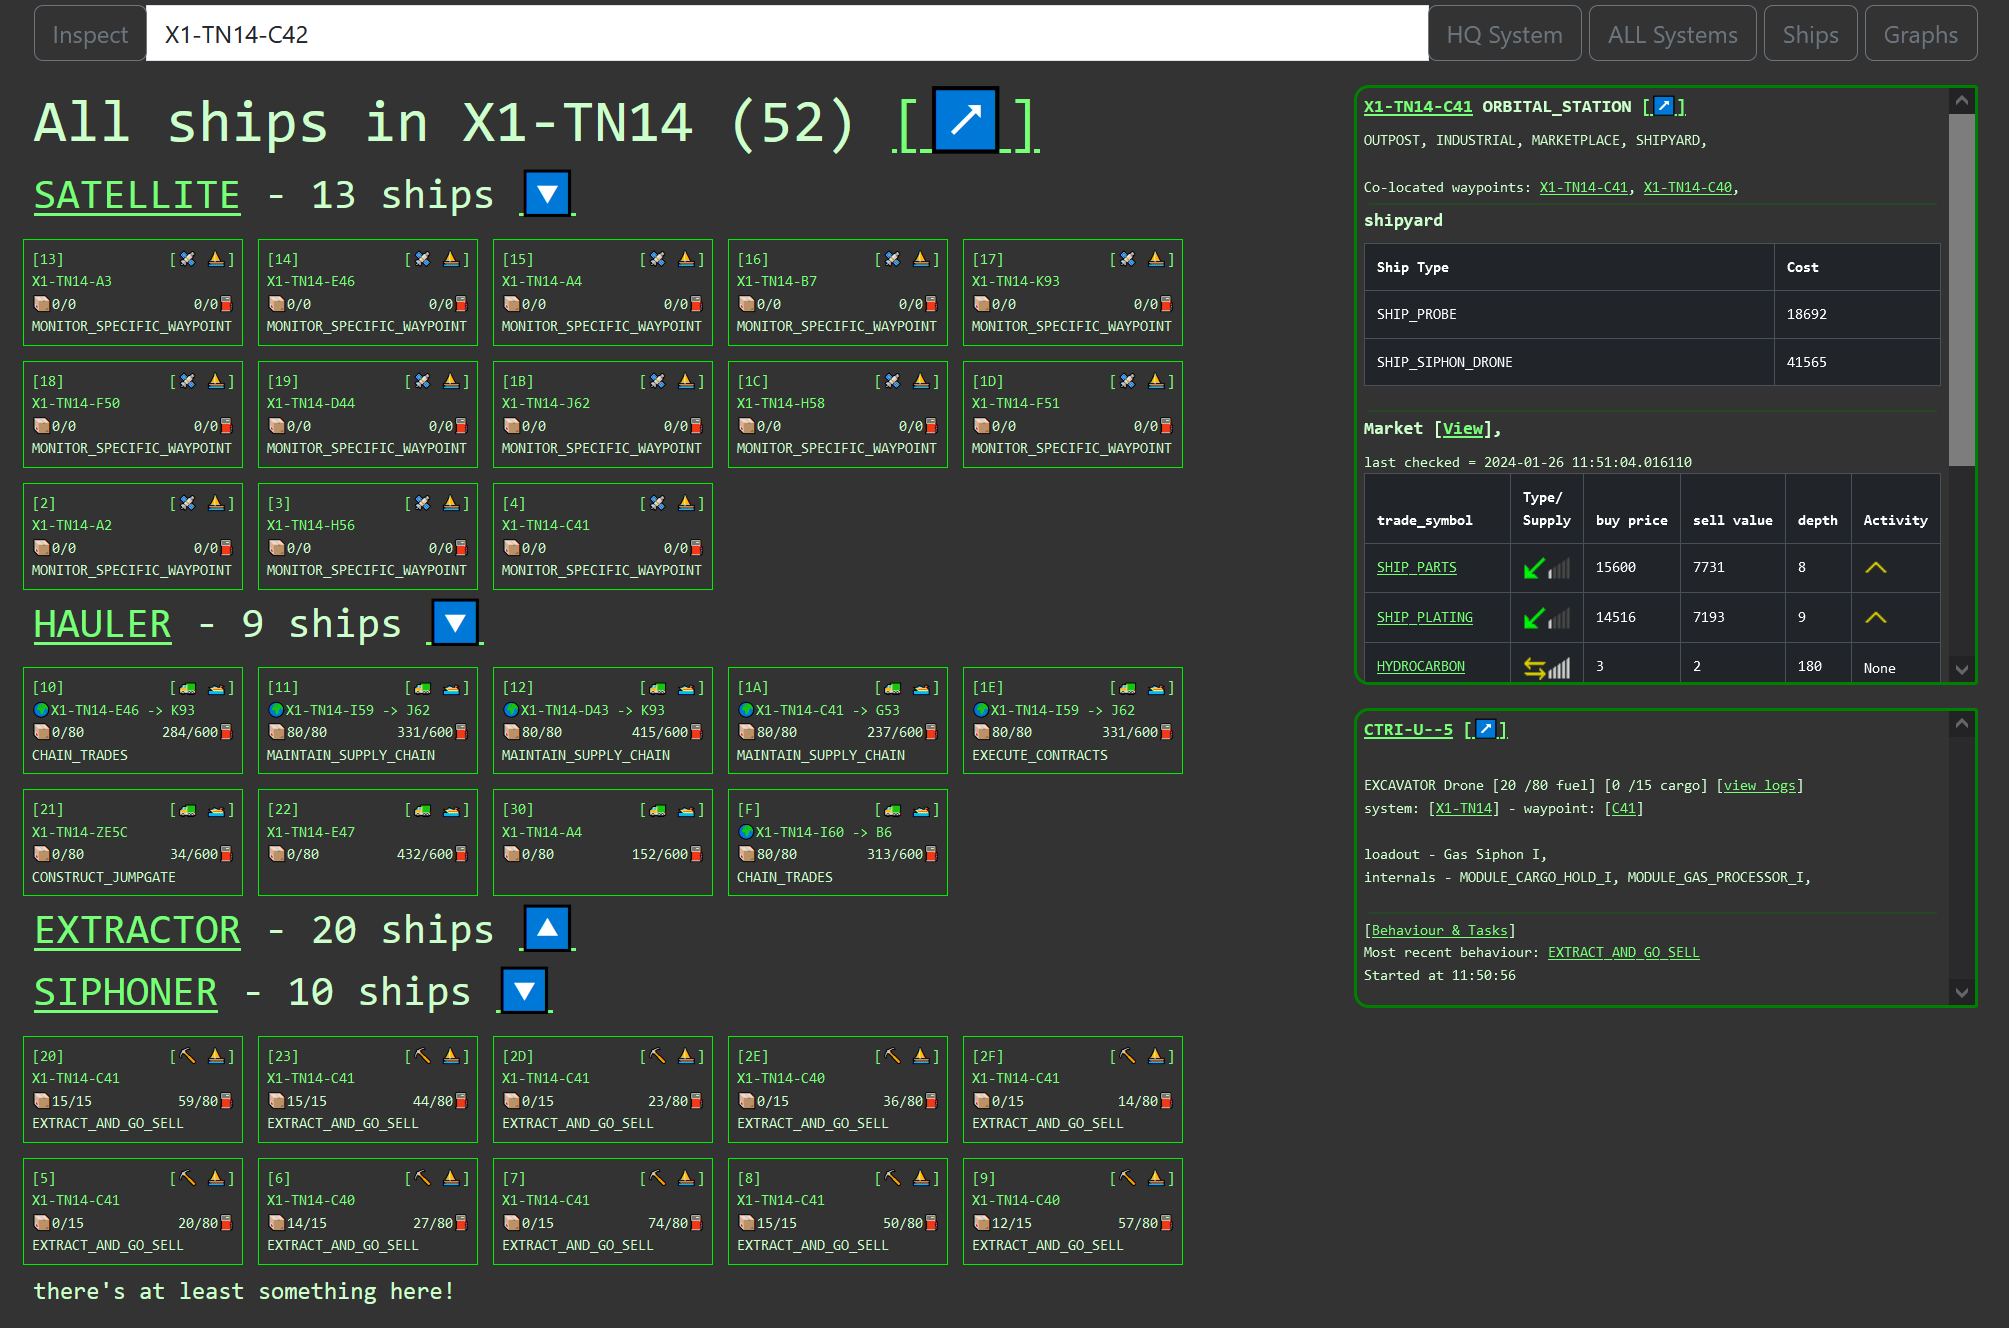 Inspect X1-TN14-C42 HQ System ALL Systems Ships Graphs
All ships in X1-TN14 (52) [ ]
SATELLITE - 13 ships
[13] [ ]
X1-TN14-A3
0/0 0/0
MONITOR_SPECIFIC_WAYPOINT
[14] [ ]
X1-TN14-E46
0/0 0/0
MONITOR_SPECIFIC_WAYPOINT
[15] [ ]
X1-TN14-A4
0/0 0/0
MONITOR_SPECIFIC_WAYPOINT
[16] [ ]
X1-TN14-B7
0/0 0/0
MONITOR_SPECIFIC_WAYPOINT
[17] [ ]
X1-TN14-K93
0/0 0/0
MONITOR_SPECIFIC_WAYPOINT
[18] [ ]
X1-TN14-F50
0/0 0/0
MONITOR_SPECIFIC_WAYPOINT
[19] [ ]
X1-TN14-D44
0/0 0/0
MONITOR_SPECIFIC_WAYPOINT
[1B] [ ]
X1-TN14-J62
0/0 0/0
MONITOR_SPECIFIC_WAYPOINT
[1C] [ ]
X1-TN14-H58
0/0 0/0
MONITOR_SPECIFIC_WAYPOINT
[1D] [ ]
X1-TN14-F51
0/0 0/0
MONITOR_SPECIFIC_WAYPOINT
[2] [ ]
X1-TN14-A2
0/0 0/0
MONITOR_SPECIFIC_WAYPOINT
[3] [ ]
X1-TN14-H56
0/0 0/0
MONITOR_SPECIFIC_WAYPOINT
[4] [ ]
X1-TN14-C41
0/0 0/0
MONITOR_SPECIFIC_WAYPOINT
HAULER - 9 ships
[10] [ ]
X1-TN14-E46 -> K93
0/80 284/600
CHAIN_TRADES
[11] [ ]
X1-TN14-I59 -> J62
80/80 331/600
MAINTAIN_SUPPLY_CHAIN
[12] [ ]
X1-TN14-D43 -> K93
80/80 415/600
MAINTAIN_SUPPLY_CHAIN
[1A] [ ]
X1-TN14-C41 -> G53
80/80 237/600
MAINTAIN_SUPPLY_CHAIN
[1E] [ ]
X1-TN14-I59 -> J62
80/80 331/600
EXECUTE_CONTRACTS
[21] [ ]
X1-TN14-ZE5C
0/80 34/600
CONSTRUCT_JUMPGATE
[22] [ ]
X1-TN14-E47
0/80 432/600
[30] [ ]
X1-TN14-A4
0/80 152/600
[F] [ ]
X1-TN14-I60 -> B6
80/80 313/600
CHAIN_TRADES
EXTRACTOR - 20 ships
SIPHONER - 10 ships
[20] [ ]
X1-TN14-C41
15/15 59/80
EXTRACT_AND_GO_SELL
[23] [ ]
X1-TN14-C41
15/15 44/80
EXTRACT_AND_GO_SELL
[2D] [ ]
X1-TN14-C41
0/15 23/80
EXTRACT_AND_GO_SELL
[2E] [ ]
X1-TN14-C40
0/15 36/80
EXTRACT_AND_GO_SELL
[2F] [ ]
X1-TN14-C41
0/15 14/80
EXTRACT_AND_GO_SELL
[5] [ ]
X1-TN14-C41
0/15 20/80
EXTRACT_AND_GO_SELL
[6] [ ]
X1-TN14-C40
14/15 27/80
EXTRACT_AND_GO_SELL
[7] [ ]
X1-TN14-C41
0/15 74/80
EXTRACT_AND_GO_SELL
[8] [ ]
X1-TN14-C41
15/15 50/80
EXTRACT_AND_GO_SELL
[9] [ ]
X1-TN14-C40
12/15 57/80
EXTRACT_AND_GO_SELL
there's at least something here!
X1-TN14-C41 ORBITAL_STATION [ ]
OUTPOST, INDUSTRIAL, MARKETPLACE, SHIPYARD,
Co-located waypoints: X1-TN14-C41, X1-TN14-C40,
shipyard
Ship Type Cost
SHIP_PROBE 18692
SHIP_SIPHON_DRONE 41565
Market [View],
last checked = 2024-01-26 11:51:04.016110
trade_symbol Type/ Supply buy price sell value depth Activity
SHIP_PARTS 15600 7731 8
SHIP_PLATING 14516 7193 9
HYDROCARBON 3 2 180 None
CTRI-U--5 [ ]
EXCAVATOR Drone [20 /80 fuel] [0 /15 cargo] [view logs]
system: [X1-TN14] - waypoint: [C41]
loadout - Gas Siphon I,
internals - MODULE_CARGO_HOLD_I, MODULE_GAS_PROCESSOR_I,
[Behaviour & Tasks]
Most recent behaviour: EXTRACT_AND_GO_SELL
Started at 11:50:56